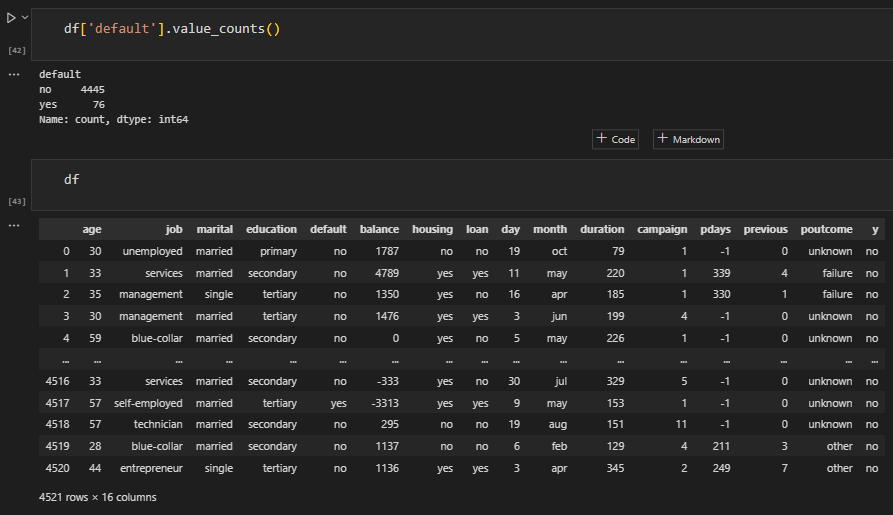 df['default'].value_counts()
[42]
...
default
no 4445
yes 76
Name: count, dtype: int64
+ Code + Markdown
df
[43]
...
age job marital education default balance housing loan day month duration campaign pdays previous poutcome y
0 30 unemployed married primary no 1787 no no 19 oct 79 1 -1 0 unknown no
1 33 services married secondary no 4789 yes yes 11 may 220 1 339 4 failure no
2 35 management single tertiary no 1350 yes no 16 apr 185 1 330 1 failure no
3 30 management married tertiary no 1476 yes yes 3 jun 199 4 -1 0 unknown no
4 59 blue-collar married secondary no 0 yes no 5 may 226 1 -1 0 unknown no
... ... ... ... ... ... ... ... ... ... ... ... ... ... ... ... ...
4516 33 services married secondary no -333 yes no 30 jul 329 5 -1 0 unknown no
4517 57 self-employed married tertiary yes -3313 yes yes 9 may 153 1 -1 0 unknown no
4518 57 technician married secondary no 295 no no 19 aug 151 11 -1 0 unknown no
4519 28 blue-collar married secondary no 1137 no no 6 feb 129 4 211 3 other no
4520 44 entrepreneur single tertiary no 1136 yes yes 3 apr 345 2 249 7 other no
4521 rows × 16 columns